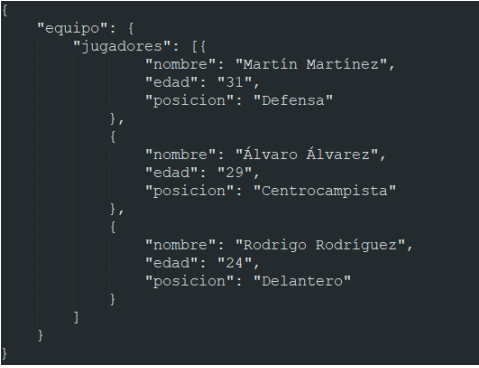 {
    "equipo": {
        "jugadores": [{
                "nombre": "Martín Martínez",
                "edad": "31",
                "posicion": "Defensa"
            },
            {
                "nombre": "Álvaro Álvarez",
                "edad": "29",
                "posicion": "Centrocampista"
            },
            {
                "nombre": "Rodrigo Rodríguez",
                "edad": "24",
                "posicion": "Delantero"
            }
        ]
    }
}